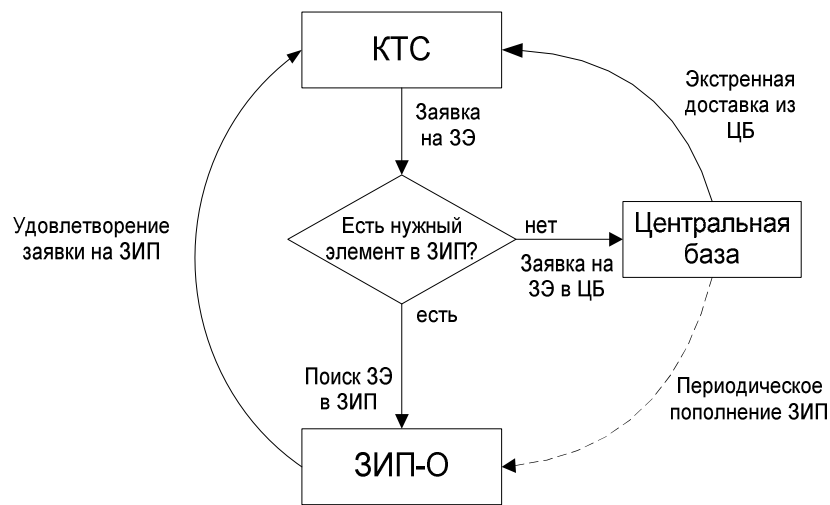 КТС
Заявка
на ЗЭ
Экстренная
доставка из
ЦБ
Удовлетворение
заявки на ЗИП
Есть нужный
элемент в ЗИП?
нет
Заявка на
ЗЭ в ЦБ
Центральная
база
есть
Поиск ЗЭ
в ЗИП
Периодическое
пополнение ЗИП
ЗИП-О